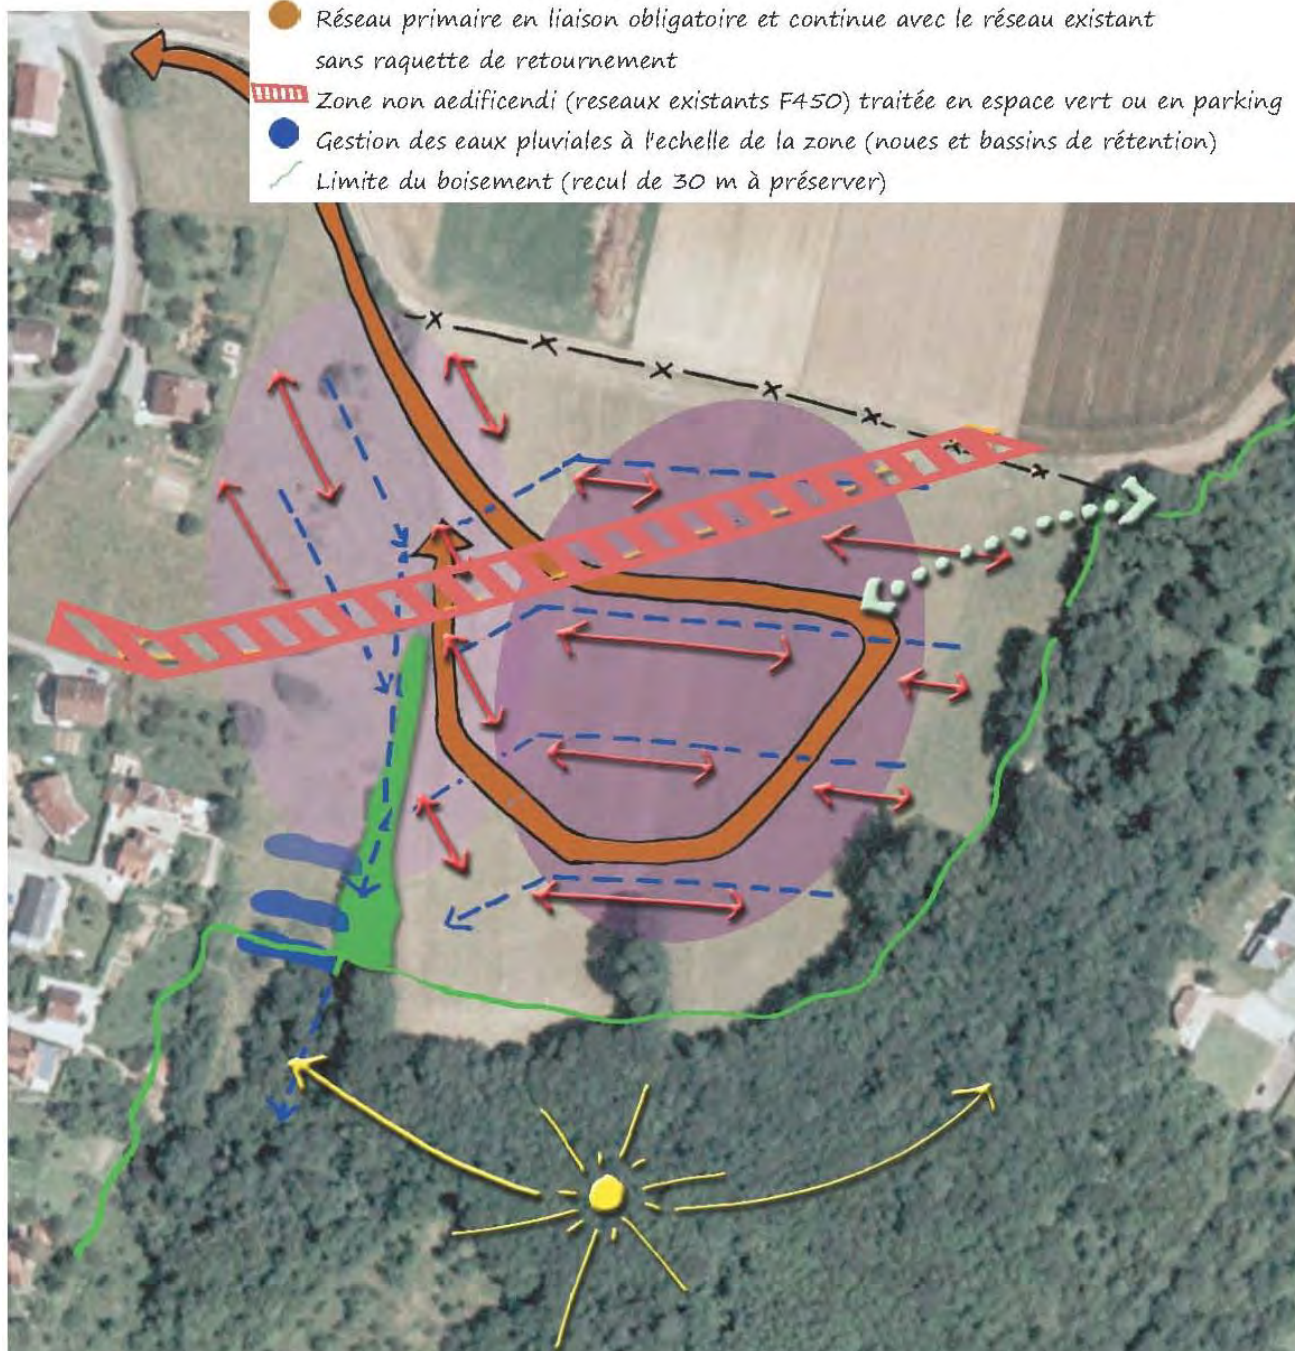 Réseau primaire en liaison obligatoire et continue avec le réseau existant
sans raquette de retournement
Zone non aedificendi (reseaux existants F450) traitée en espace vert ou en parking
Gestion des eaux pluviales à l'echelle de la zone (noues et bassins de rétention)
Limite du boisement (recul de 30 m à préserver)